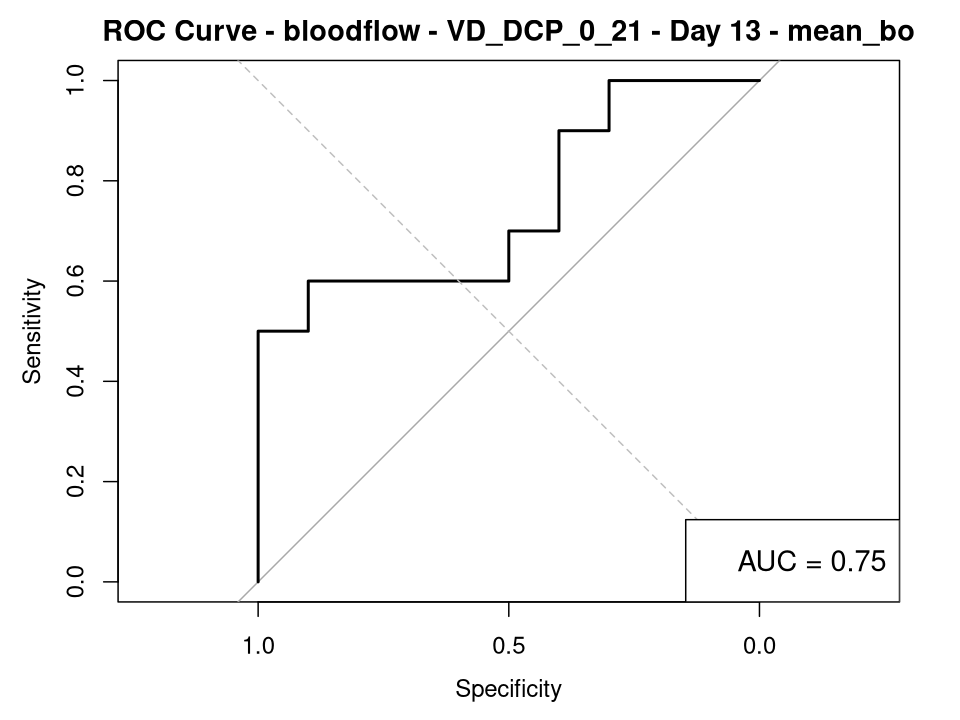 ROC Curve - bloodflow - VD_DCP_0_21 - Day 13 - mean_bo
1.0
0.8
0.6
0.4
0.2
0.0
Sensitivity
AUC = 0.75
1.0 0.5 0.0
Specificity